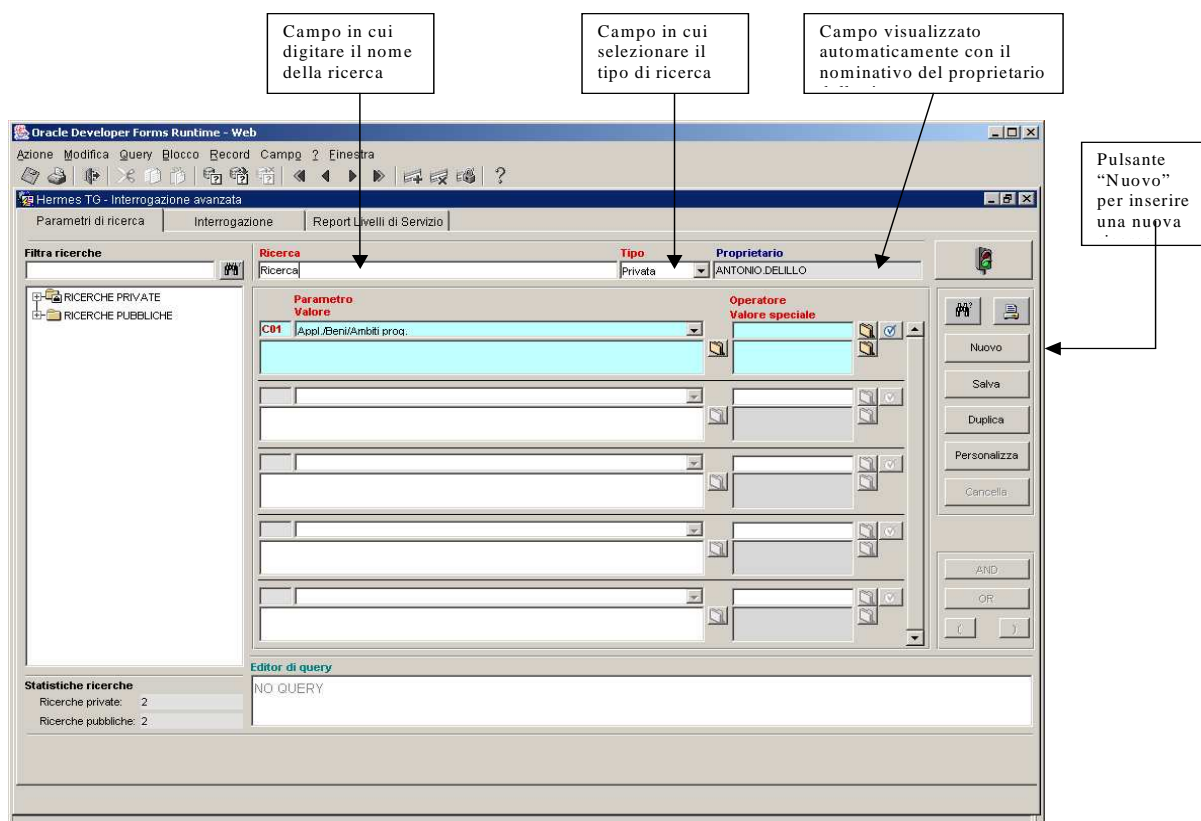 Campo in cui
digitare il nome
della ricerca
Campo in cui
selezionare il
tipo di ricerca
Campo visualizzato
automaticamente con il
nominativo del proprietario
Pulsante
“Nuovo”
per inserire
una nuova
Oracle Developer Forms Runtime - Web
Azione Modifica Query Blocco Record Campo ? Finestra
Hermes TG - Interrogazione avanzata
Parametri di ricerca Interrogazione Report Livelli di Servizio
Filtra ricerche
Ricerca Tipo Proprietario
Ricerca Privata ANTONIO.DELILLO
RICERCHE PRIVATE
RICERCHE PUBBLICHE
Parametro Operatore
Valore Valore speciale
C01 Appl./Beni/Ambiti prog.
Nuovo
Salva
Duplica
Personalizza
Cancella
AND
OR
( )
Editor di query
NO QUERY
Statistiche ricerche
Ricerche private: 2
Ricerche pubbliche: 2